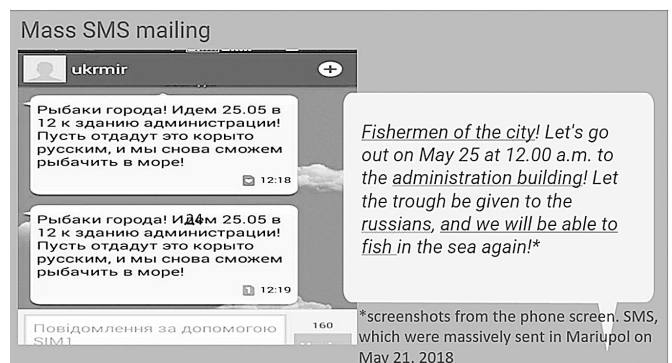 Mass SMS mailing
ukrmir
Рыбаки города! Идем 25.05 в
12 к зданию администрации!
Пусть отдадут это корыто
русским, и мы снова сможем
рыбачить в море!
12:18
24
Рыбаки города! Идем 25.05 в
12 к зданию администрации!
Пусть отдадут это корыто
русским, и мы снова сможем
рыбачить в море!
1 12:19
Повідомлення за допомогою
SIM1
160
Fishermen of the city! Let's go
out on May 25 at 12.00 a.m. to
the administration building! Let
the trough be given to the
russians, and we will be able to
fish in the sea again!*
*screenshots from the phone screen. SMS,
which were massively sent in Mariupol on
May 21, 2018